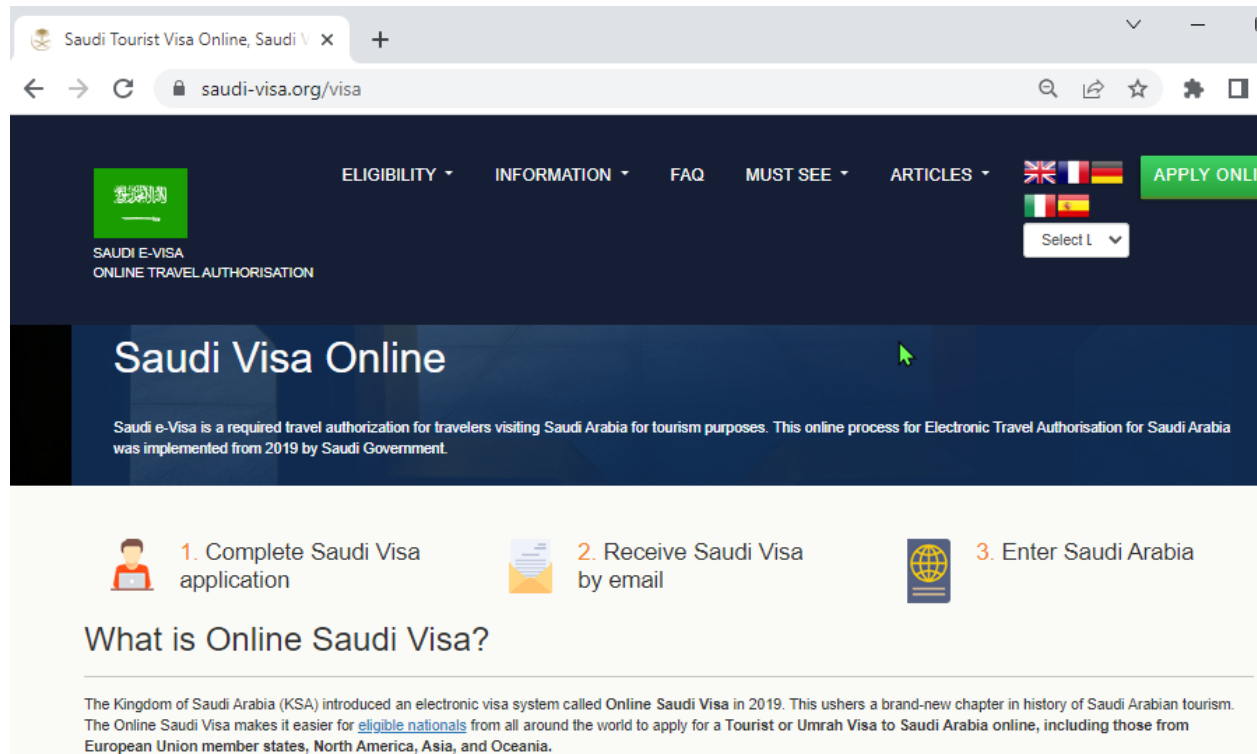 Saudi Tourist Visa Online, Saudi V
saudi-visa.org/visa
ELIGIBILITY INFORMATION FAQ MUST SEE ARTICLES APPLY ONLI
Select L
SAUDI E-VISA
ONLINE TRAVEL AUTHORISATION
Saudi Visa Online
Saudi e-Visa is a required travel authorization for travelers visiting Saudi Arabia for tourism purposes. This online process for Electronic Travel Authorisation for Saudi Arabia
was implemented from 2019 by Saudi Government.
1. Complete Saudi Visa
application
2. Receive Saudi Visa
by email
3. Enter Saudi Arabia
What is Online Saudi Visa?
The Kingdom of Saudi Arabia (KSA) introduced an electronic visa system called Online Saudi Visa in 2019. This ushers a brand-new chapter in history of Saudi Arabian tourism.
The Online Saudi Visa makes it easier for eligible nationals from all around the world to apply for a Tourist or Umrah Visa to Saudi Arabia online, including those from
European Union member states, North America, Asia, and Oceania.